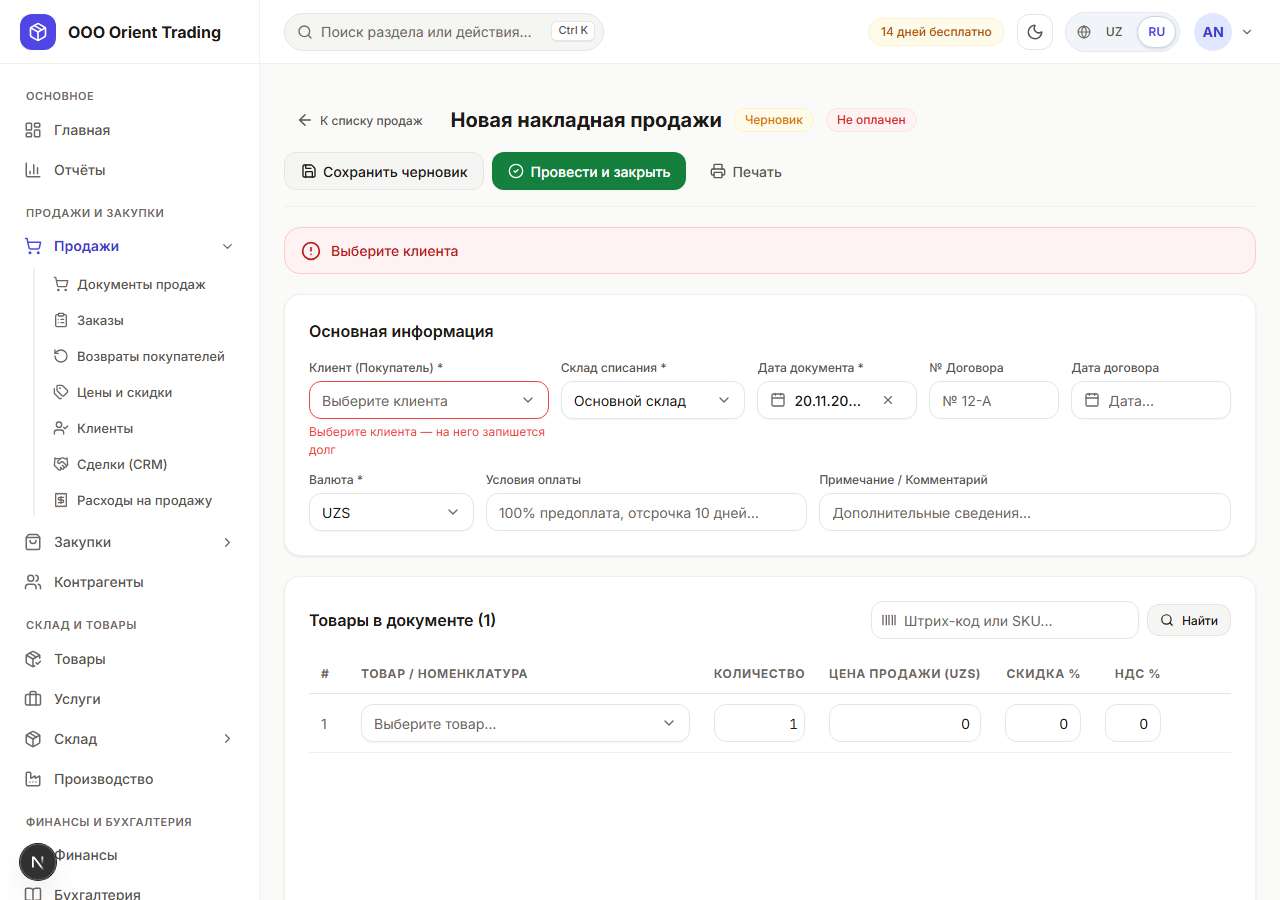 OOO Orient Trading
Поиск раздела или действия...
Ctrl K
14 дней бесплатно
UZ
RU
AN
ОСНОВНОЕ
Главная
Отчёты
ПРОДАЖИ И ЗАКУПКИ
Продажи
Документы продаж
Заказы
Возвраты покупателей
Цены и скидки
Клиенты
Сделки (CRM)
Расходы на продажу
Закупки
Контрагенты
СКЛАД И ТОВАРЫ
Товары
Услуги
Склад
Производство
ФИНАНСЫ И БУХГАЛТЕРИЯ
Финансы
Бухгалтерия
N
К списку продаж
Новая накладная продажи
Черновик
Не оплачен
Сохранить черновик
Провести и закрыть
Печать
Выберите клиента
Основная информация
Клиент (Покупатель) *
Склад списания *
Дата документа *
№ Договора
Дата договора
Выберите клиента
Основной склад
20.11.20...
№ 12-А
Дата...
Выберите клиента — на него запишется
долг
Валюта *
Условия оплаты
Примечание / Комментарий
UZS
100% предоплата, отсрочка 10 дней...
Дополнительные сведения...
Товары в документе (1)
Штрих-код или SKU...
Найти
#
ТОВАР / НОМЕНКЛАТУРА
КОЛИЧЕСТВО
ЦЕНА ПРОДАЖИ (UZS)
СКИДКА %
НДС %
1
Выберите товар...
1
0
0
0